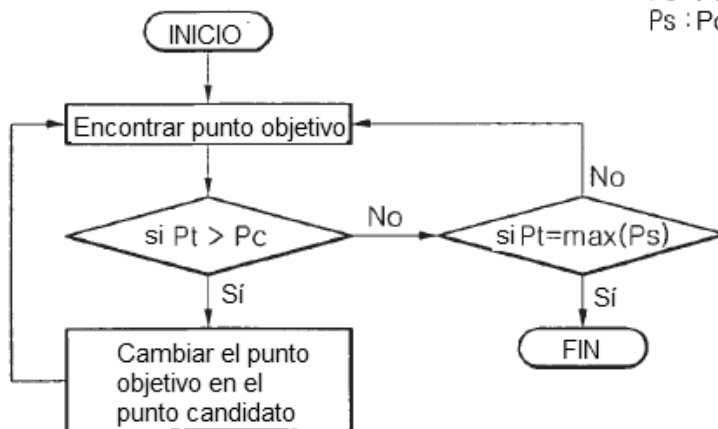 Ps : Po
INICIO
Encontrar punto objetivo
si Pt > Pc
No
si Pt=max(Ps)
No
Sí
Sí
Cambiar el punto
objetivo en el
punto candidato
FIN